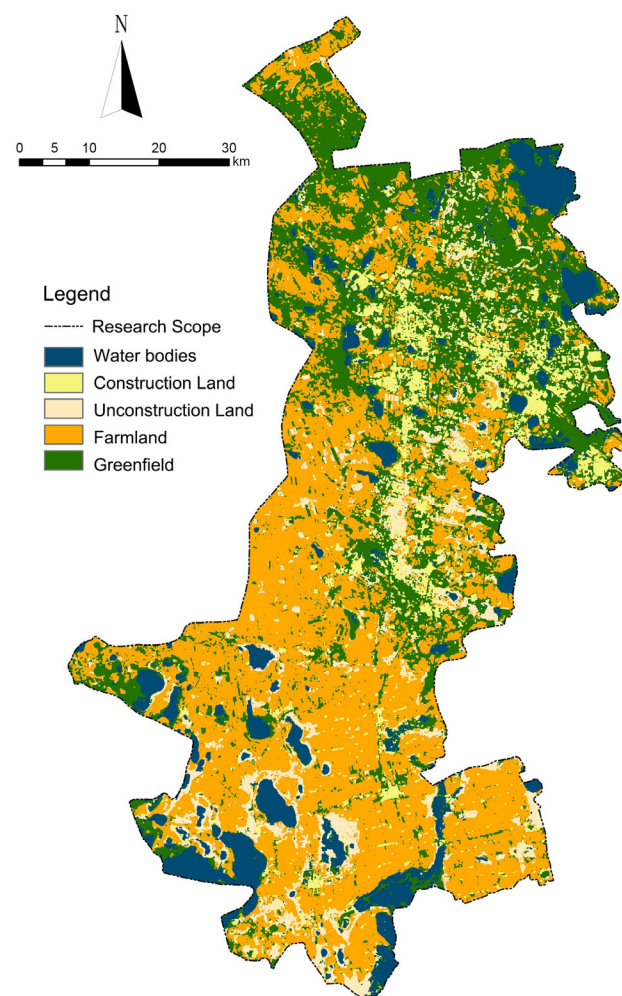 N
0 5 10 20 30
km
Legend
Research Scope
Water bodies
Construction Land
Unconstruction Land
Farmland
Greenfield